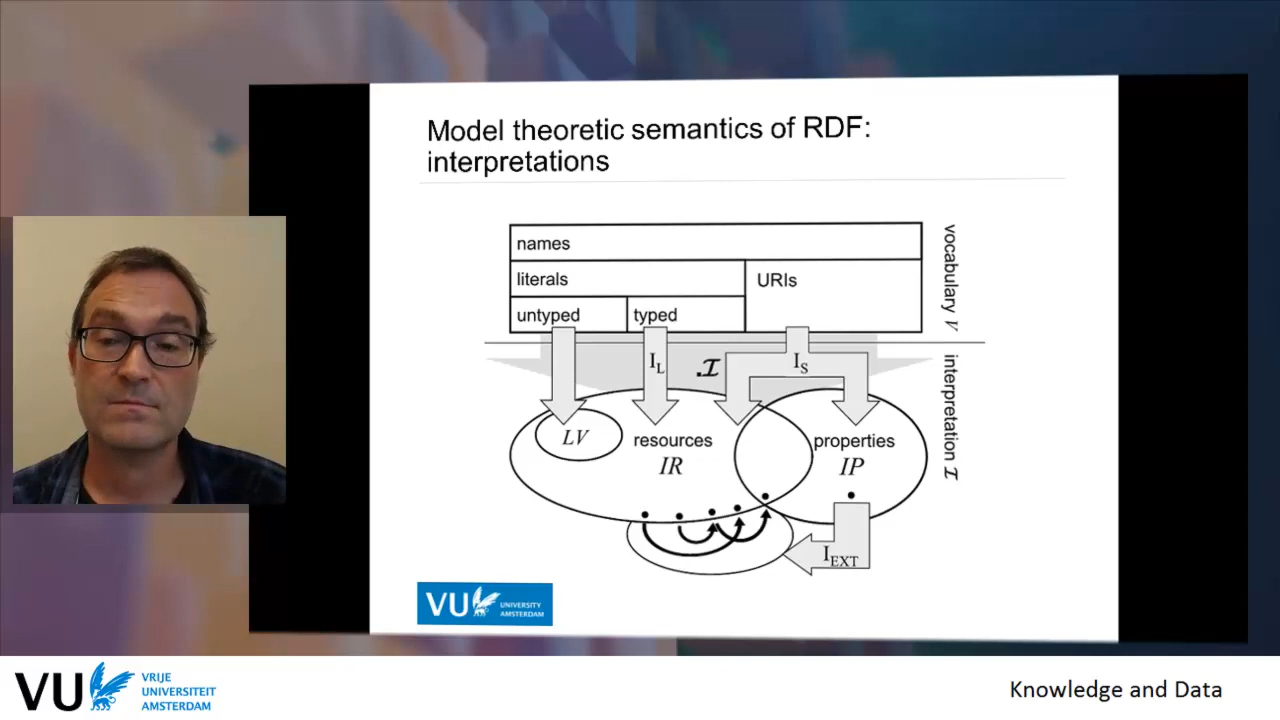 Model theoretic semantics of RDF:
interpretations
names
literals
URIs
untyped
typed
vocabulary V
I_L
.𝓘
I_S
interpretation 𝓘
LV
resources
IR
properties
IP
I_EXT
VU
UNIVERSITY
AMSTERDAM
VU
VRIJE
UNIVERSITEIT
AMSTERDAM
Knowledge and Data